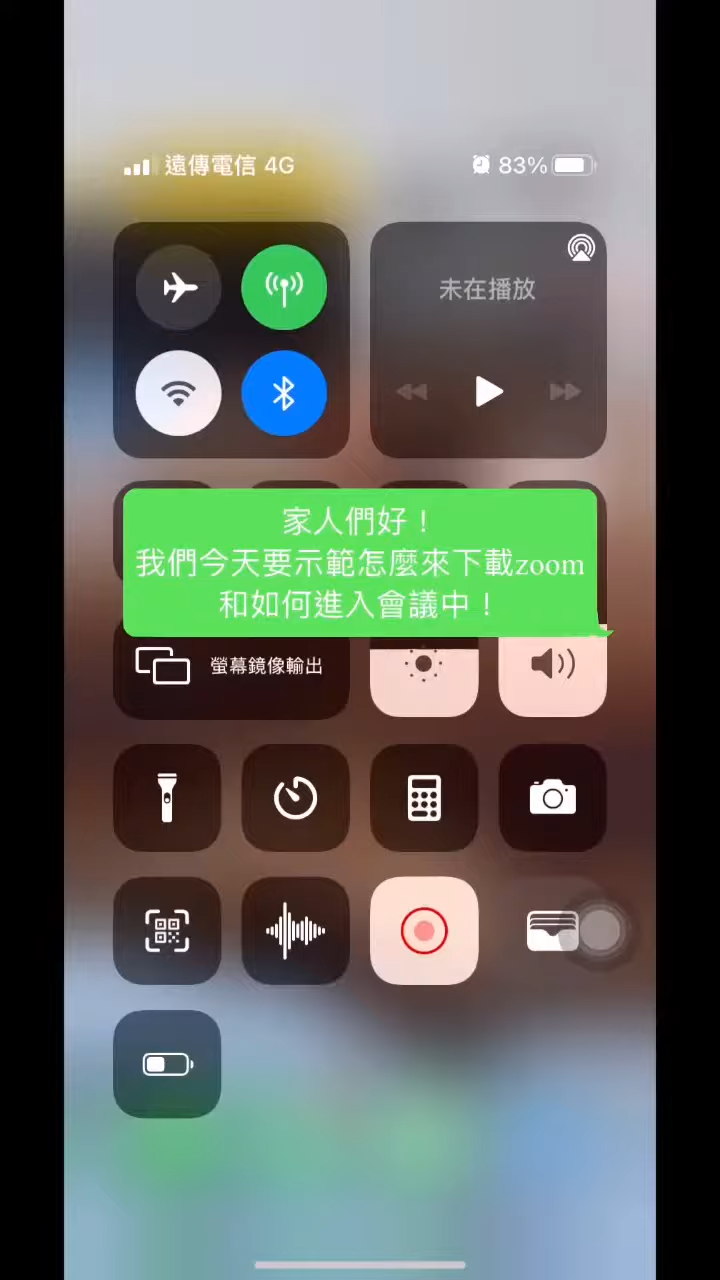 遠傳電信 4G
83%
未在播放
家人們好！
我們今天要示範怎麼來下載zoom
和如何進入會議中！
螢幕鏡像輸出